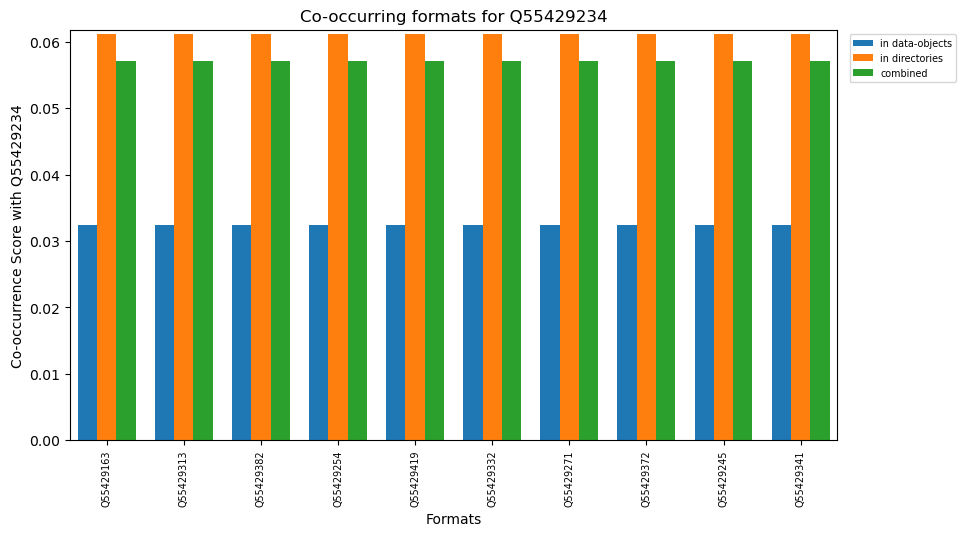 Co-occurring formats for Q55429234
in data-objects
in directories
combined
Co-occurrence Score with Q55429234
0.06
0.05
0.04
0.03
0.02
0.01
0.00
Q55429163
Q55429313
Q55429382
Q55429254
Q55429419
Q55429332
Q55429271
Q55429372
Q55429245
Q55429341
Formats